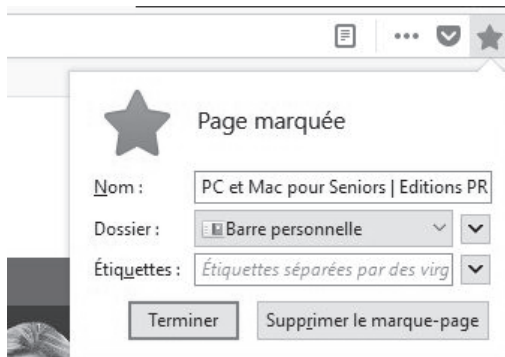 Page marquée
Nom : PC et Mac pour Seniors | Editions PR
Dossier : Barre personnelle
Étiquettes : Étiquettes séparées par des virg
Terminer Supprimer le marque-page